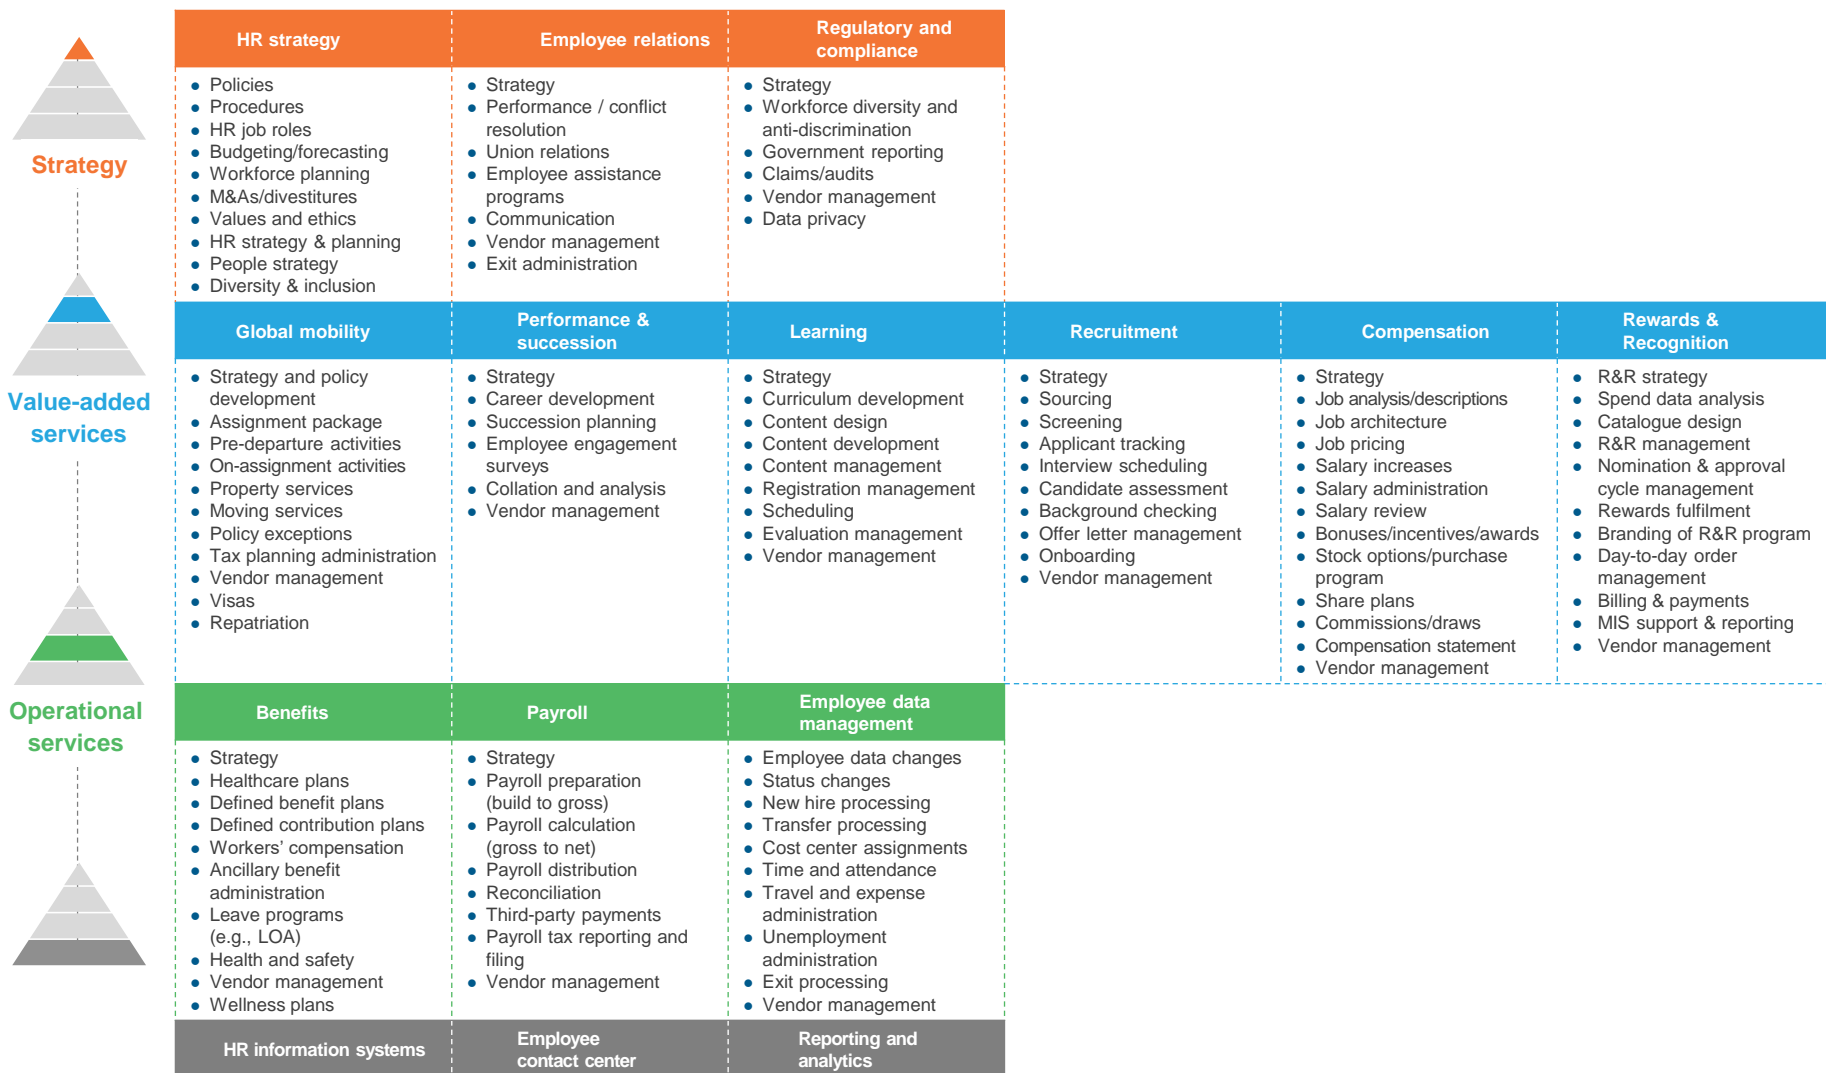 Strategy
HR strategy
Employee relations
Regulatory and
compliance
● Policies
● Procedures
● HR job roles
● Budgeting/forecasting
● Workforce planning
● M&As/divestitures
● Values and ethics
● HR strategy & planning
● People strategy
● Diversity & inclusion
● Strategy
● Performance / conflict
resolution
● Union relations
● Employee assistance
programs
● Communication
● Vendor management
● Exit administration
● Strategy
● Workforce diversity and
anti-discrimination
● Government reporting
● Claims/audits
● Vendor management
● Data privacy
Value-added
services
Global mobility
Performance &
succession
Learning
Recruitment
Compensation
Rewards &
Recognition
● Strategy and policy
development
● Assignment package
● Pre-departure activities
● On-assignment activities
● Property services
● Moving services
● Policy exceptions
● Tax planning administration
● Vendor management
● Visas
● Repatriation
● Strategy
● Career development
● Succession planning
● Employee engagement
surveys
● Collation and analysis
● Vendor management
● Strategy
● Curriculum development
● Content design
● Content development
● Content management
● Registration management
● Scheduling
● Evaluation management
● Vendor management
● Strategy
● Sourcing
● Screening
● Applicant tracking
● Interview scheduling
● Candidate assessment
● Background checking
● Offer letter management
● Onboarding
● Vendor management
● Strategy
● Job analysis/descriptions
● Job architecture
● Job pricing
● Salary increases
● Salary administration
● Salary review
● Bonuses/incentives/awards
● Stock options/purchase
program
● Share plans
● Commissions/draws
● Compensation statement
● Vendor management
● R&R strategy
● Spend data analysis
● Catalogue design
● R&R management
● Nomination & approval
cycle management
● Rewards fulfilment
● Branding of R&R program
● Day-to-day order
management
● Billing & payments
● MIS support & reporting
● Vendor management
Operational
services
Benefits
Payroll
Employee data
management
● Strategy
● Healthcare plans
● Defined benefit plans
● Defined contribution plans
● Workers’ compensation
● Ancillary benefit
administration
● Leave programs
(e.g., LOA)
● Health and safety
● Vendor management
● Wellness plans
● Strategy
● Payroll preparation
(build to gross)
● Payroll calculation
(gross to net)
● Payroll distribution
● Reconciliation
● Third-party payments
● Payroll tax reporting and
filing
● Vendor management
● Employee data changes
● Status changes
● New hire processing
● Transfer processing
● Cost center assignments
● Time and attendance
● Travel and expense
administration
● Unemployment
administration
● Exit processing
● Vendor management
HR information systems
Employee
contact center
Reporting and
analytics